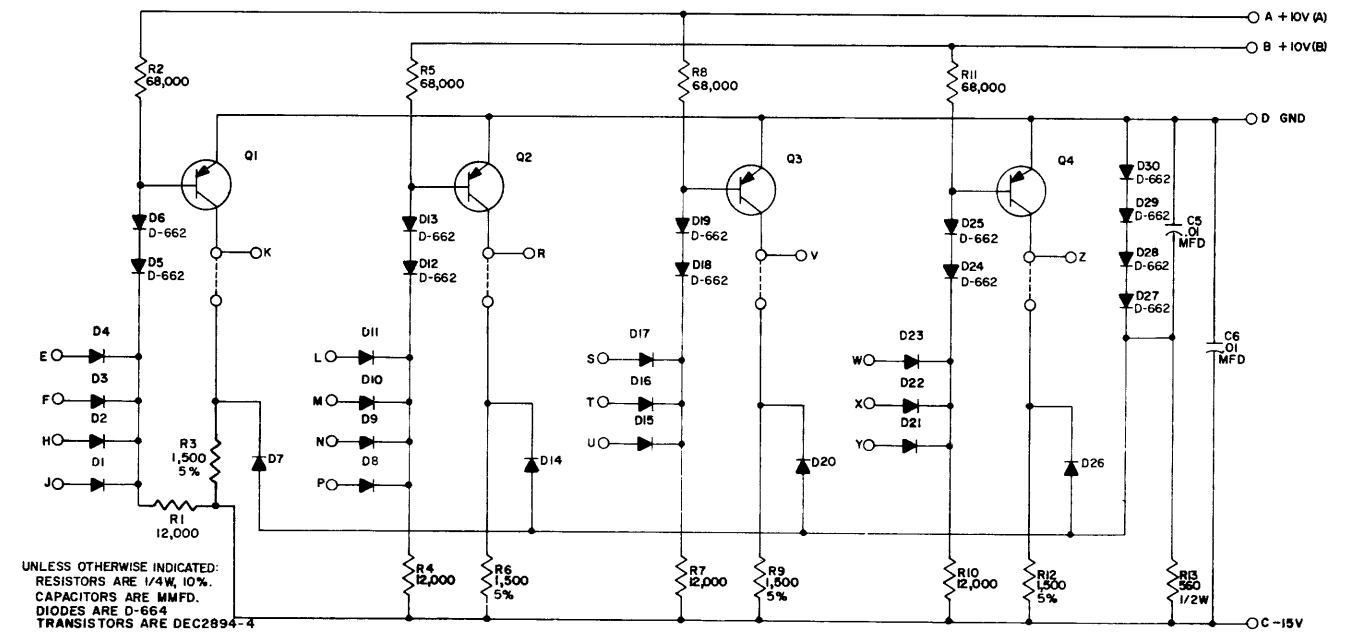 A +10V(A)
B +10V(B)
R2
68,000
R5
68,000
R8
68,000
R11
68,000
D GND
Q1
Q2
Q3
Q4
D30
D-662
D6
D-662
D13
D-662
D19
D-662
D25
D-662
D29
D-662
C5
.01
MFD
K
R
V
Z
D5
D-662
D12
D-662
D18
D-662
D24
D-662
D28
D-662
D27
D-662
D4
E
D11
L
D17
S
D23
W
C6
.01
MFD
D3
F
D10
M
D16
T
D22
X
D2
H
D9
N
D15
U
D21
Y
R3
1,500
5%
D7
D14
D20
D26
D1
J
D8
P
R1
12,000
R4
12,000
R6
1,500
5%
R7
12,000
R9
1,500
5%
R10
12,000
R12
1,500
5%
R13
560
1/2W
UNLESS OTHERWISE INDICATED:
RESISTORS ARE 1/4W, 10%.
CAPACITORS ARE MMFD.
DIODES ARE D-664
TRANSISTORS ARE DEC2894-4
C -15V